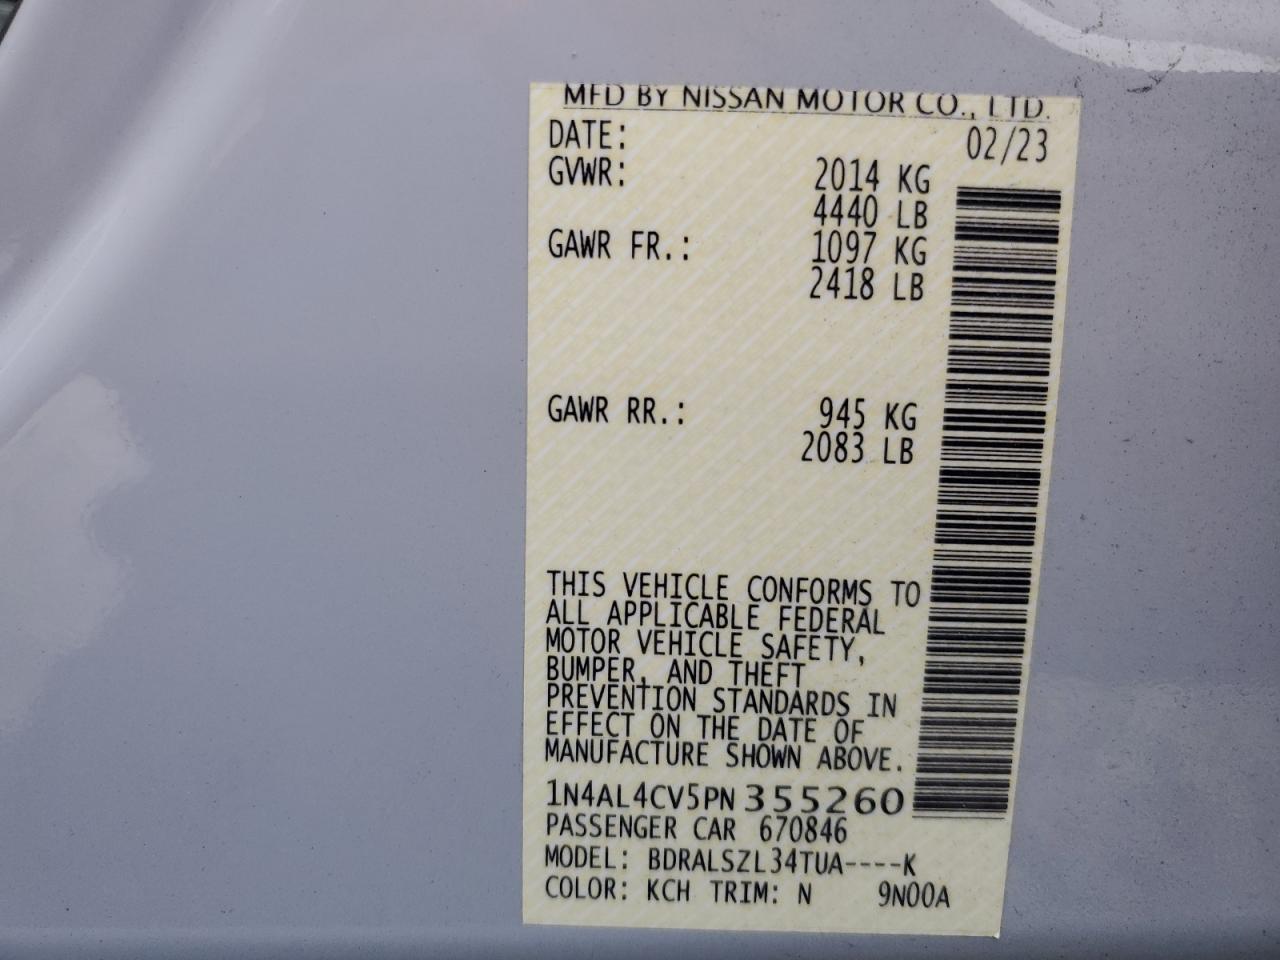 MFD BY NISSAN MOTOR CO., LTD.
DATE: 02/23
GVWR: 2014 KG
4440 LB
GAWR FR.: 1097 KG
2418 LB
GAWR RR.: 945 KG
2083 LB
THIS VEHICLE CONFORMS TO
ALL APPLICABLE FEDERAL
MOTOR VEHICLE SAFETY,
BUMPER, AND THEFT
PREVENTION STANDARDS IN
EFFECT ON THE DATE OF
MANUFACTURE SHOWN ABOVE.
1N4AL4CV5PN355260
PASSENGER CAR 670846
MODEL: BDRALSZL34TUA----K
COLOR: KCH TRIM: N 9N00A